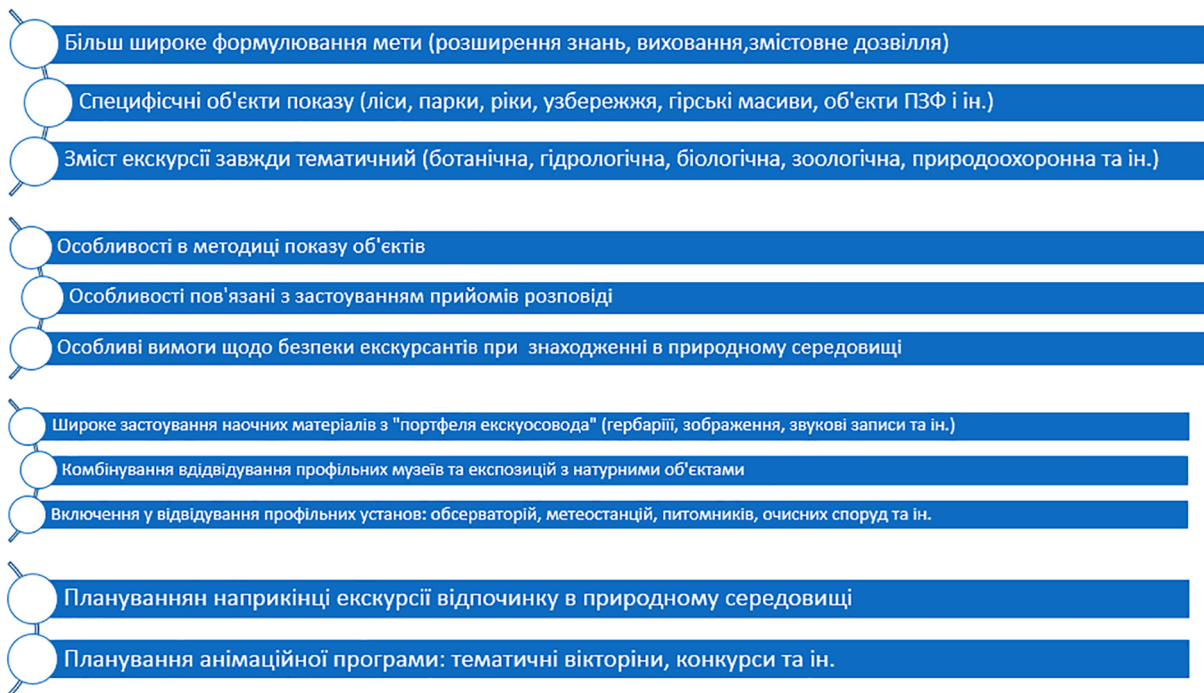 Більш широке формулювання мети (розширення знань, виховання,змістовне дозвілля)
Специфісчні об'єкти показу (ліси, парки, ріки, узбережжя, гірські масиви, об'єкти ПЗФ і ін.)
Зміст екскурсії завжди тематичний (ботанічна, гідрологічна, біологічна, зоологічна, природоохоронна та ін.)
Особливості в методиці показу об'єктів
Особливості пов'язані з застоуванням прийомів розповіді
Особливі вимоги щодо безпеки екскурсантів при знаходженні в природному середовищі
Широке застоування наочних матеріалів з "портфеля екскуосовода" (гербаріїі, зображення, звукові записи та ін.)
Комбінування вдідвідування профільних музеїв та експозицій з натурними об'єктами
Включення у відвідування профільних установ: обсерваторій, метеостанцій, питомників, очисних споруд та ін.
Плануваннян наприкінці екскурсії відпочинку в природному середовищі
Планування анімаційної програми: тематичні вікторіни, конкурси та ін.